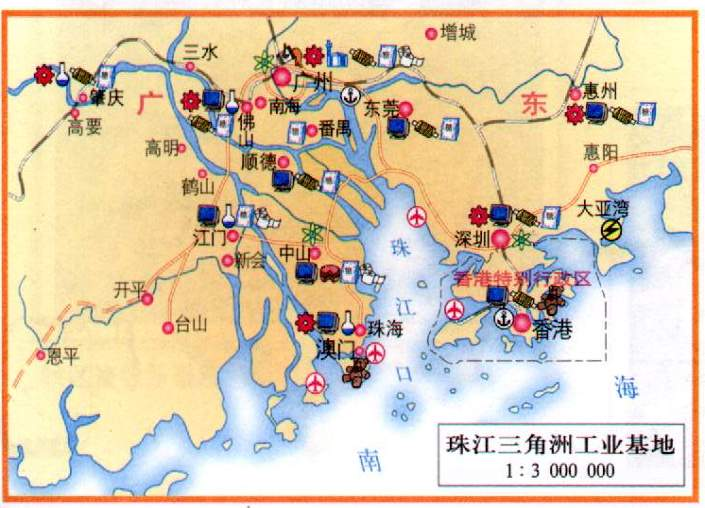 增城
三水
广州
惠州
肇庆
广
东
南海
佛山
东莞
高要
番禺
高明
顺德
惠阳
鹤山
大亚湾
江门
珠
深圳
中山
新会
香港特别行政区
开平
江
台山
珠海
香港
澳门
恩平
口
海
南
珠江三角洲工业基地
1:3 000 000